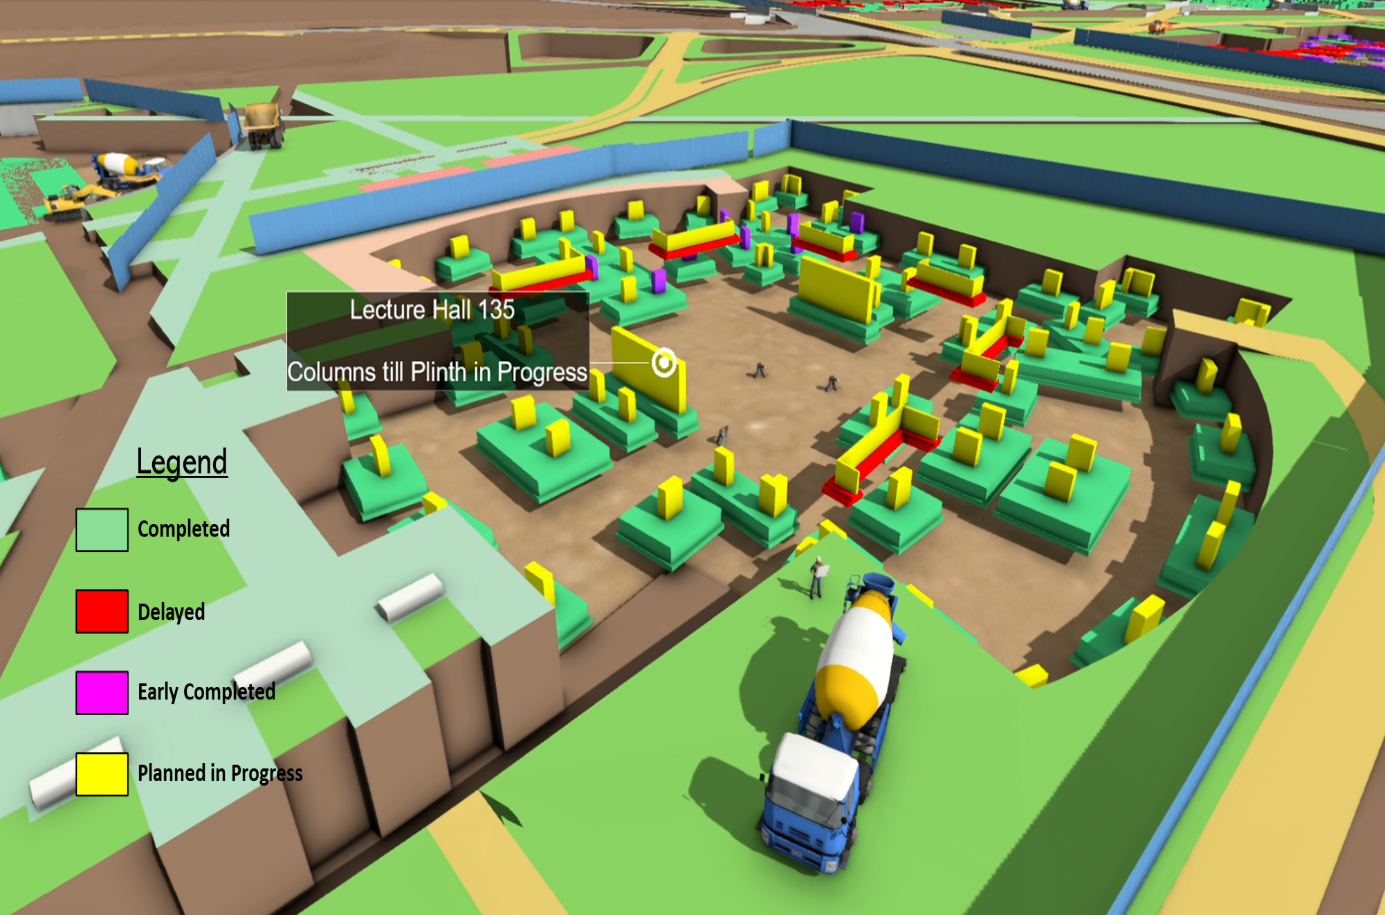 Lecture Hall 135
Columns till Plinth in Progress
Legend
Completed
Delayed
Early Completed
Planned in Progress